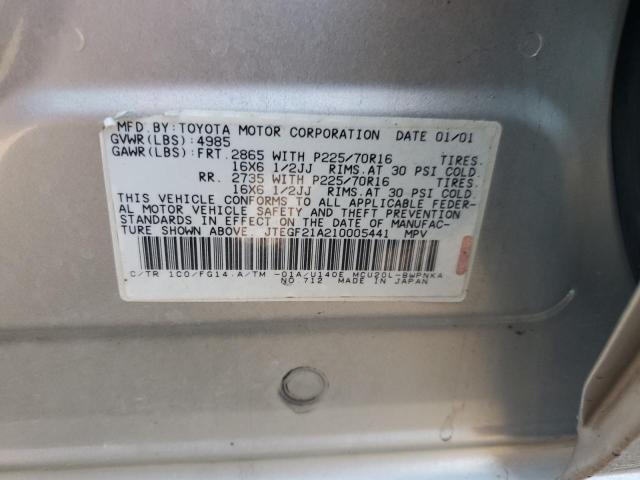 MFD.BY:TOYOTA MOTOR CORPORATION DATE 01/01
GVWR(LBS):4985
GAWR(LBS):FRT.2865 WITH P225/70R16 TIRES.
16X6 1/2JJ RIMS.AT 30 PSI COLD.
RR. 2735 WITH P225/70R16 TIRES.
16X6 1/2JJ RIMS.AT 30 PSI COLD.
THIS VEHICLE CONFORMS TO ALL APPLICABLE FEDER-
AL MOTOR VEHICLE SAFETY AND THEFT PREVENTION
STANDARDS IN EFFECT ON THE DATE OF MANUFAC-
TURE SHOWN ABOVE. JTEGF21A210005441 MPV
C/TR 1C0/FG14.A/TM -01A/U140E MCU20L-BWPNKA
NO 712 MADE IN JAPAN